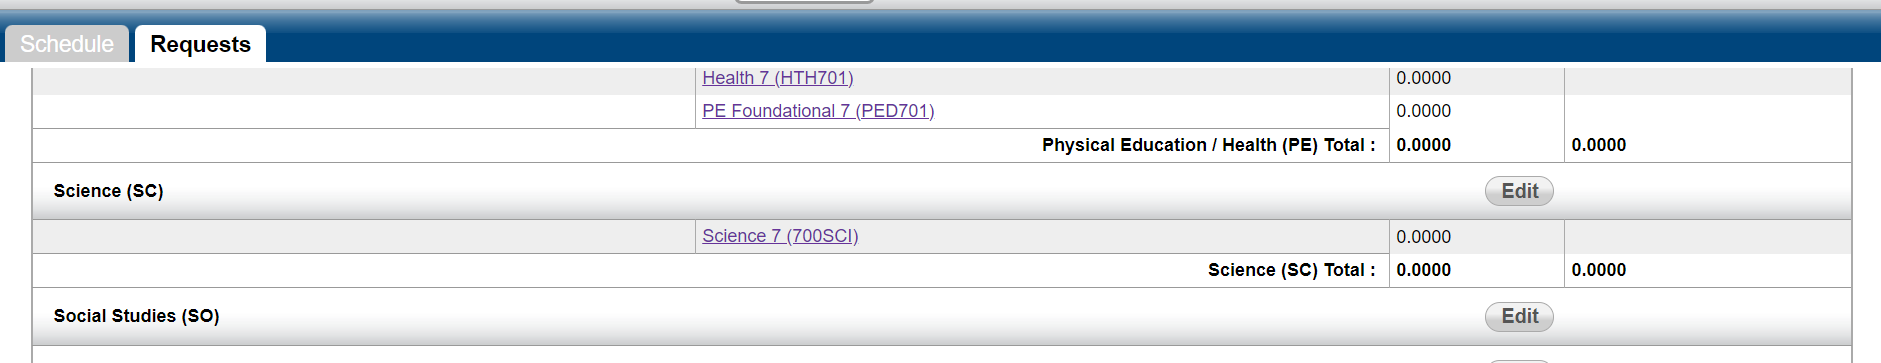 Schedule Requests
Health 7 (HTH701) 0.0000
PE Foundational 7 (PED701) 0.0000
Physical Education / Health (PE) Total : 0.0000 0.0000
Science (SC) Edit
Science 7 (700SCI) 0.0000
Science (SC) Total : 0.0000 0.0000
Social Studies (SO) Edit